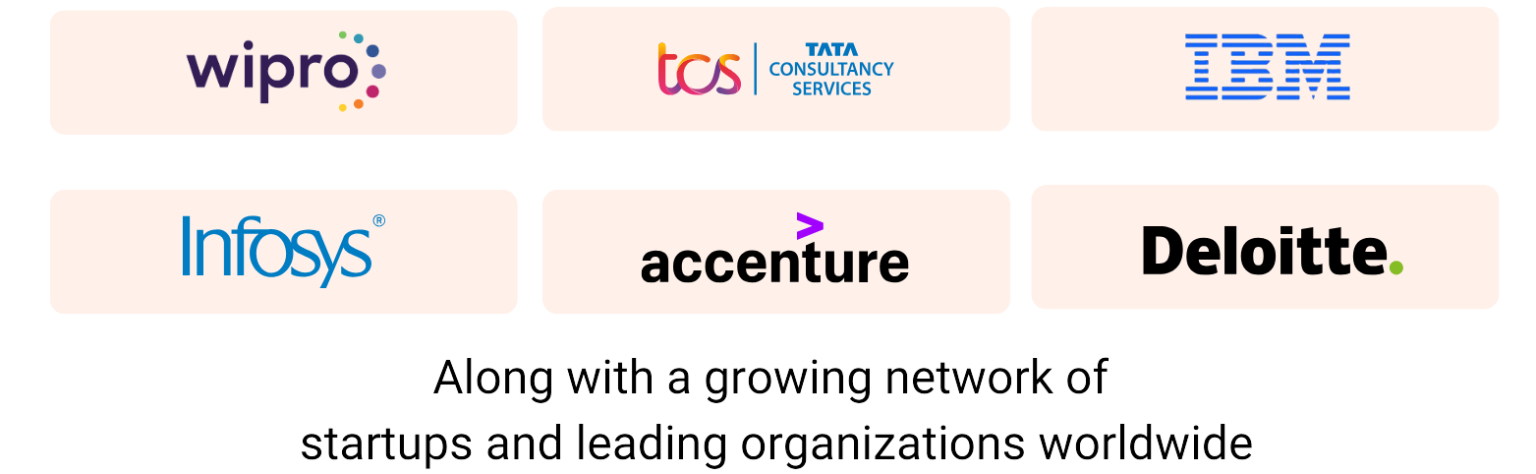 wipro
tcs
TATA
CONSULTANCY
SERVICES
IBM
Infosys®
accenture
Deloitte.
Along with a growing network of
startups and leading organizations worldwide